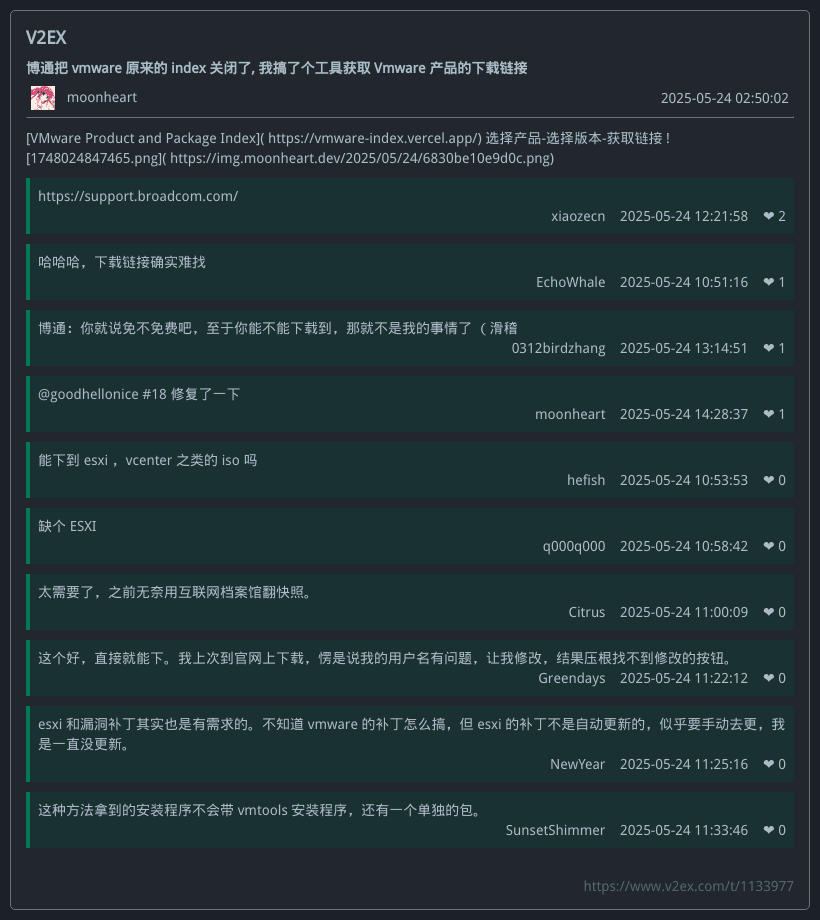 V2EX
博通把 vmware 原来的 index 关闭了, 我搞了个工具获取 Vmware 产品的下载链接
moonheart 2025-05-24 02:50:02
[VMware Product and Package Index]( https://vmware-index.vercel.app/) 选择产品-选择版本-获取链接！
[1748024847465.png]( https://img.moonheart.dev/2025/05/24/6830be10e9d0c.png)
https://support.broadcom.com/
xiaozecn 2025-05-24 12:21:58 ❤ 2
哈哈哈，下载链接确实难找
EchoWhale 2025-05-24 10:51:16 ❤ 1
博通：你就说免不免费吧，至于你能不能下载到，那就不是我的事情了（滑稽
0312birdzhang 2025-05-24 13:14:51 ❤ 1
@goodhellonice #18 修复了一下
moonheart 2025-05-24 14:28:37 ❤ 1
能下到 esxi ，vcenter 之类的 iso 吗
hefish 2025-05-24 10:53:53 ❤ 0
缺个 ESXI
q000q000 2025-05-24 10:58:42 ❤ 0
太需要了，之前无奈用互联网档案馆翻快照。
Citrus 2025-05-24 11:00:09 ❤ 0
这个好，直接就能下。我上次到官网上下载，愣是说我的用户名有问题，让我修改，结果压根找不到修改的按钮。
Greendays 2025-05-24 11:22:12 ❤ 0
esxi 和漏洞补丁其实也是有需求的。不知道 vmware 的补丁怎么搞，但 esxi 的补丁不是自动更新的，似乎要手动去更，我
是一直没更新。
NewYear 2025-05-24 11:25:16 ❤ 0
这种方法拿到的安装程序不会带 vmtools 安装程序，还有一个单独的包。
SunsetShimmer 2025-05-24 11:33:46 ❤ 0
https://www.v2ex.com/t/1133977